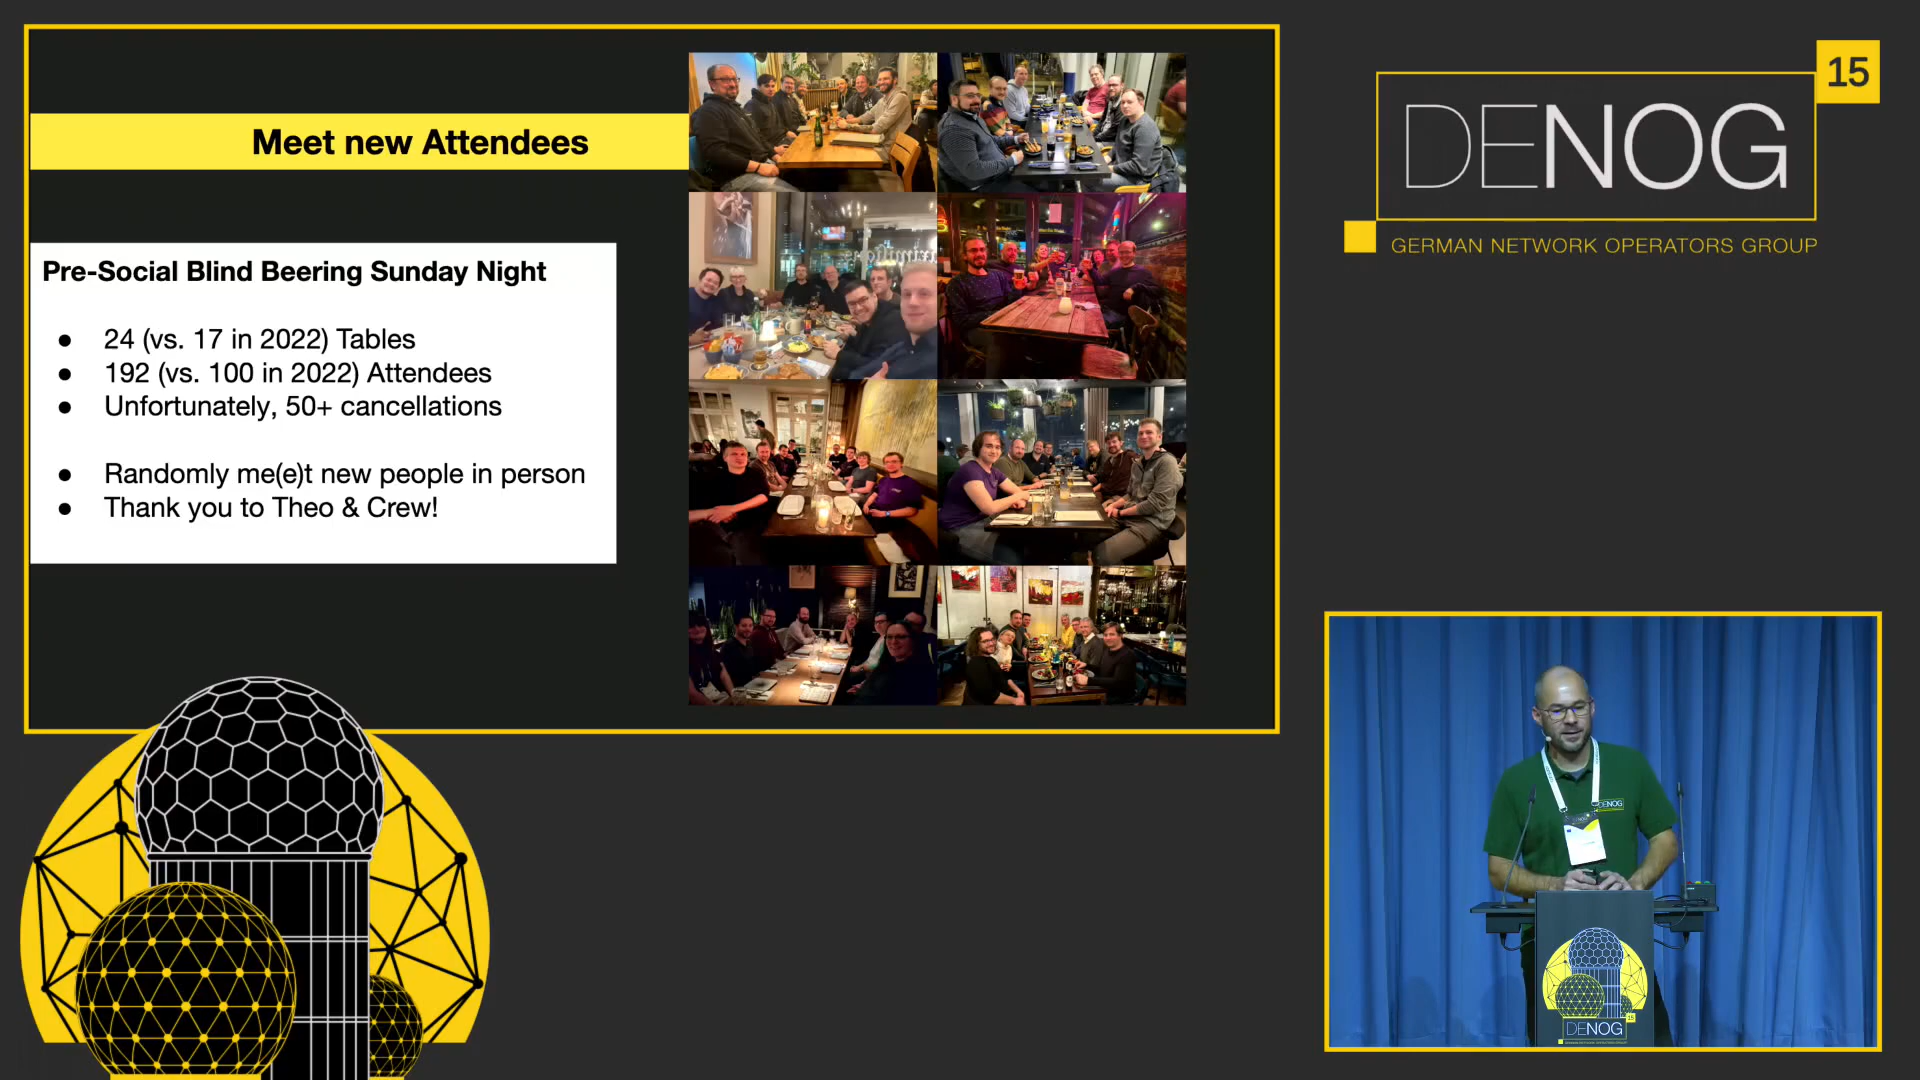 Meet new Attendees
Pre-Social Blind Beering Sunday Night
● 24 (vs. 17 in 2022) Tables
● 192 (vs. 100 in 2022) Attendees
● Unfortunately, 50+ cancellations
● Randomly me(e)t new people in person
● Thank you to Theo & Crew!
15
DENOG
GERMAN NETWORK OPERATORS GROUP
DENOG
15
DENOG